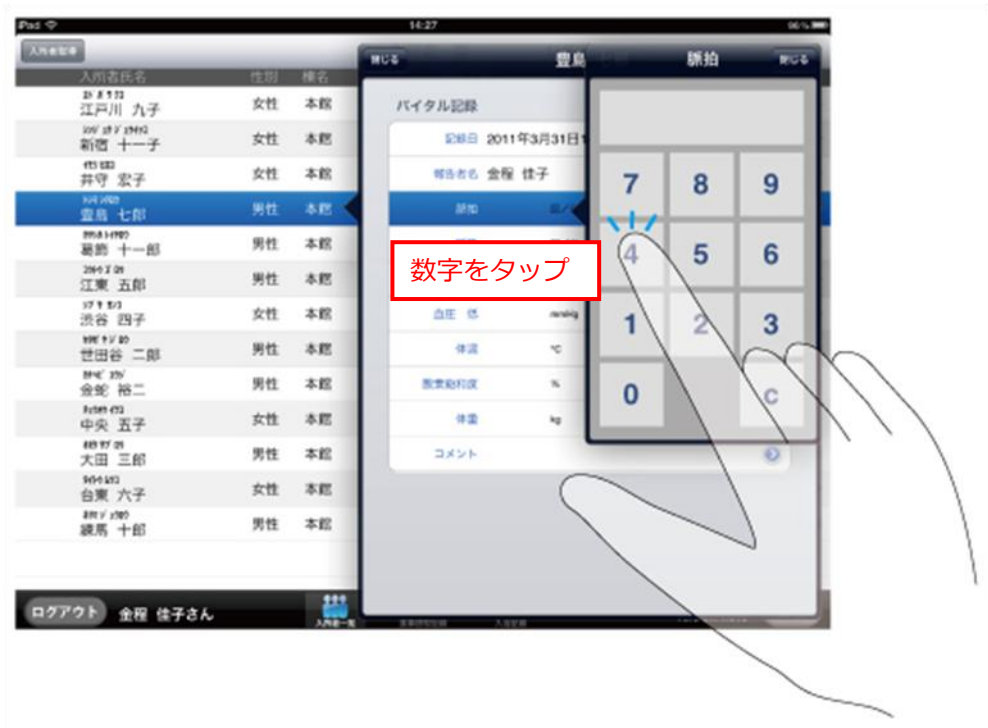 iPad
14:27
96%
閉じる
豊島
脈拍
閉じる
入所者氏名 性別 棟名
江戸川 九子 女性 本館
新宿 十一子 女性 本館
井守 宏子 女性 本館
豊島 七郎 男性 本館
葛飾 十一郎 男性 本館
江東 五郎 男性 本館
渋谷 四子 女性 本館
世田谷 二郎 男性 本館
金蛇 裕二 男性 本館
中央 五子 女性 本館
大田 三郎 男性 本館
台東 六子 女性 本館
練馬 十郎 男性 本館
バイタル記録
記録日 2011年3月31日1
報告者名 金程 佳子
脈拍
数字をタップ
血圧 低 mmHg
体温 ℃
酸素飽和度 %
体重 kg
コメント
7 8 9
4 5 6
1 2 3
0 C
ログアウト 金程 佳子さん
入所者一覧